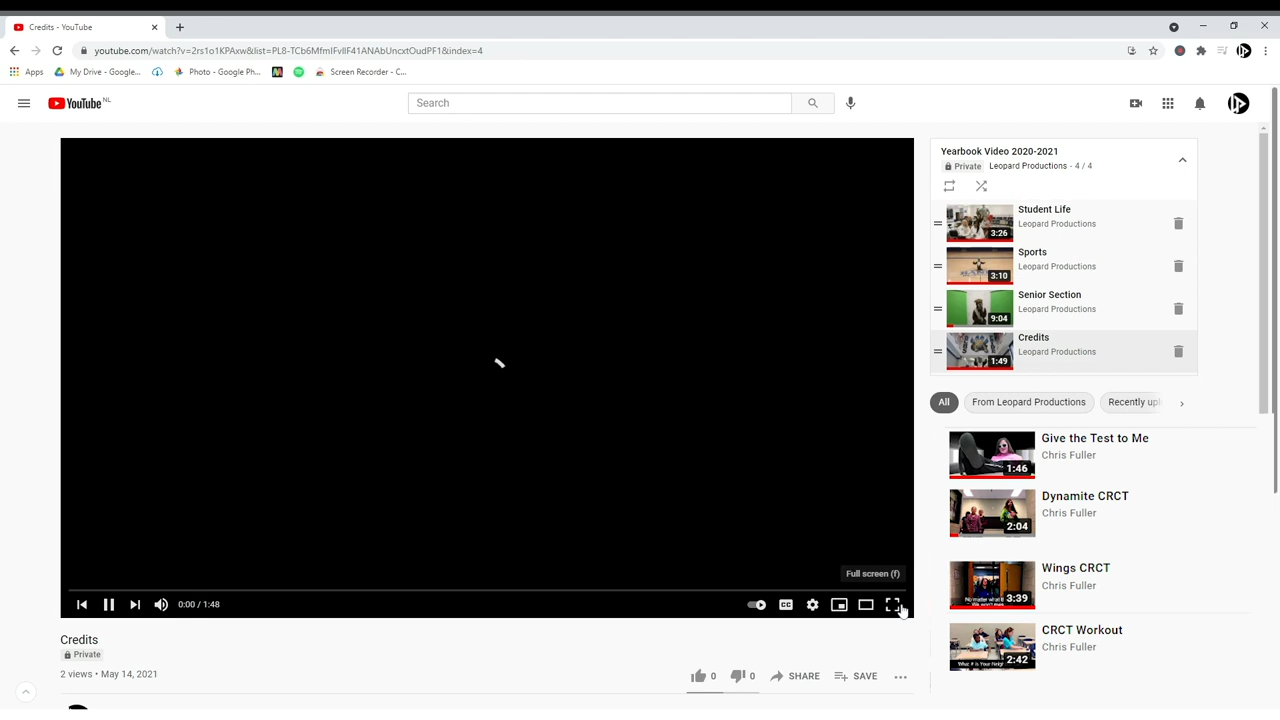 Credits - YouTube
youtube.com/watch?v=2rs1o1KPAxw&list=PL8-TCb6MfmIFvlIF41ANAbUncxtOudPF1&index=4
Apps
My Drive - Google...
Photo - Google Ph...
Screen Recorder - C...
YouTube NL
Search
Full screen (f)
0:00 / 1:48
CC
Credits
Private
2 views • May 14, 2021
0
0
SHARE
SAVE
Yearbook Video 2020-2021
Private Leopard Productions - 4 / 4
Student Life
Leopard Productions
3:26
Sports
Leopard Productions
3:10
Senior Section
Leopard Productions
9:04
Credits
Leopard Productions
1:49
All
From Leopard Productions
Recently upl
Give the Test to Me
Chris Fuller
1:46
Dynamite CRCT
Chris Fuller
2:04
Wings CRCT
Chris Fuller
3:39
CRCT Workout
Chris Fuller
2:42